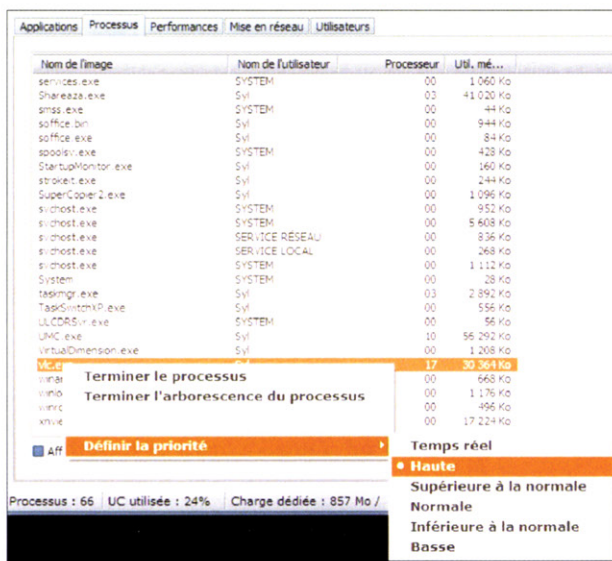 Applications Processus Performances Mise en réseau Utilisateurs
Nom de l'image Nom de l'utilisateur Processeur Util. mé...
services.exe SYSTEM 00 1 060 Ko
Shareaza.exe Syl 03 41 020 Ko
smss.exe SYSTEM 00 44 Ko
soffice.bin Syl 00 944 Ko
soffice.exe Syl 00 84 Ko
spoolsv.exe SYSTEM 00 428 Ko
StartupMonitor.exe Syl 00 160 Ko
strokeit.exe Syl 00 244 Ko
SuperCopier2.exe Syl 00 1 096 Ko
svchost.exe SYSTEM 00 952 Ko
svchost.exe SYSTEM 00 5 608 Ko
svchost.exe SERVICE RÉSEAU 00 836 Ko
svchost.exe SERVICE LOCAL 00 268 Ko
svchost.exe SYSTEM 00 1 112 Ko
System SYSTEM 00 28 Ko
taskmgr.exe Syl 03 2 892 Ko
TaskSwitchXP.exe Syl 00 556 Ko
ULCDRSvr.exe SYSTEM 00 56 Ko
UMC.exe Syl 10 56 292 Ko
VirtualDimension.exe Syl 00 1 208 Ko
vlc.e 17 30 364 Ko
00 668 Ko
winlo 00 1 176 Ko
00 496 Ko
xnvie 00 17 224 Ko
Terminer le processus
Terminer l'arborescence du processus
Aff
Définir la priorité
Temps réel
Haute
Supérieure à la normale
Normale
Inférieure à la normale
Basse
Processus : 66 UC utilisée : 24% Charge dédiée : 857 Mo /